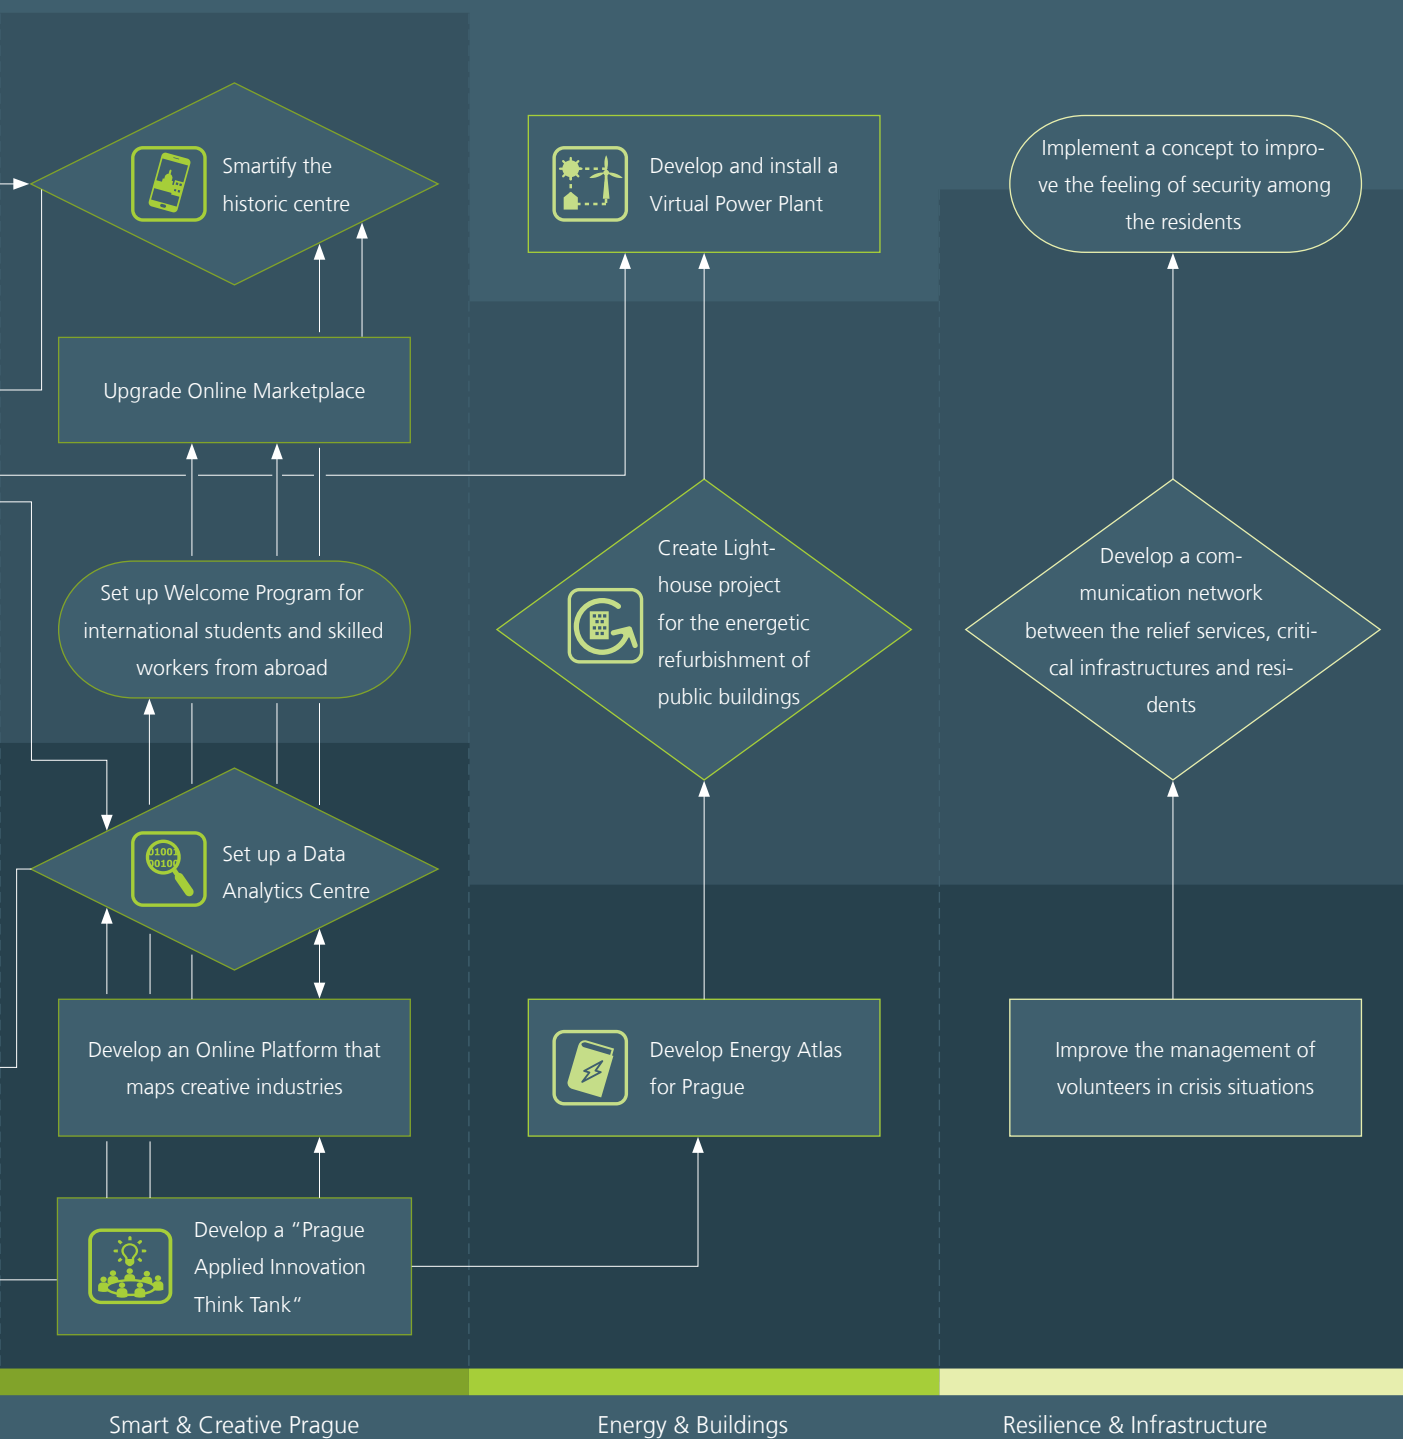 Smartify the
historic centre
Upgrade Online Marketplace
Set up Welcome Program for
international students and skilled
workers from abroad
01001
00100
Set up a Data
Analytics Centre
Develop an Online Platform that
maps creative industries
Develop a “Prague
Applied Innovation
Think Tank“
Smart & Creative Prague
Develop and install a
Virtual Power Plant
Create Light-
house project
for the energetic
refurbishment of
public buildings
Develop Energy Atlas
for Prague
Energy & Buildings
Implement a concept to impro-
ve the feeling of security among
the residents
Develop a com-
munication network
between the relief services, criti-
cal infrastructures and resi-
dents
Improve the management of
volunteers in crisis situations
Resilience & Infrastructure